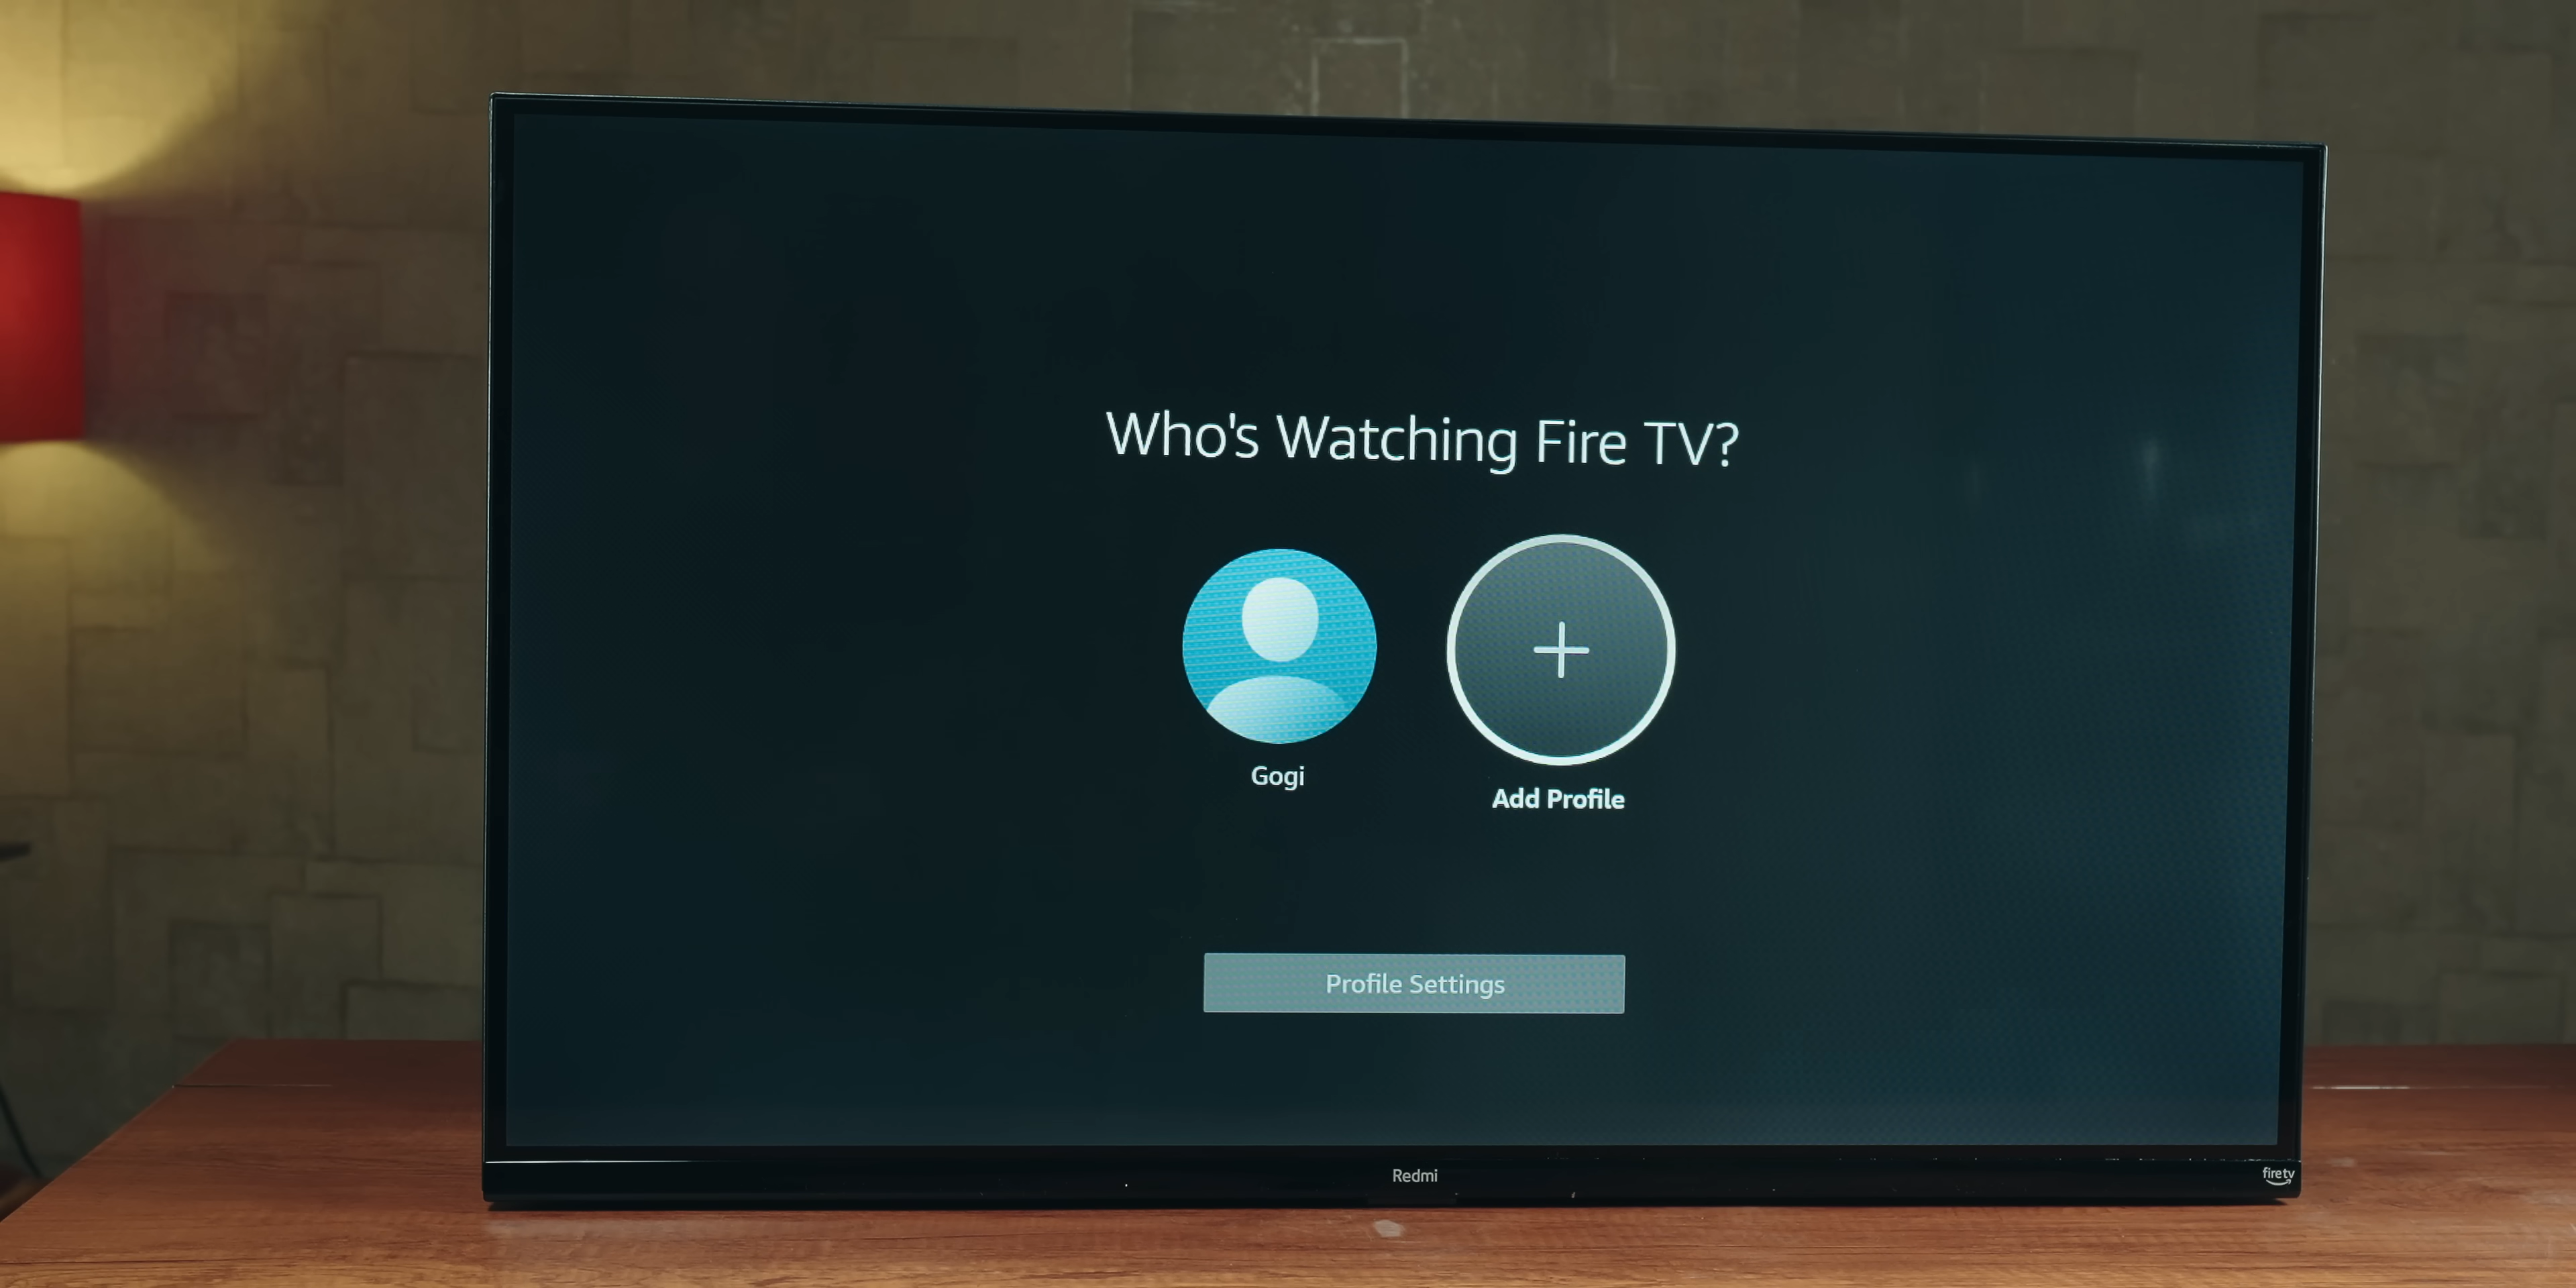 Who's Watching Fire TV?
Gogi
Add Profile
Profile Settings
Redmi
firetv